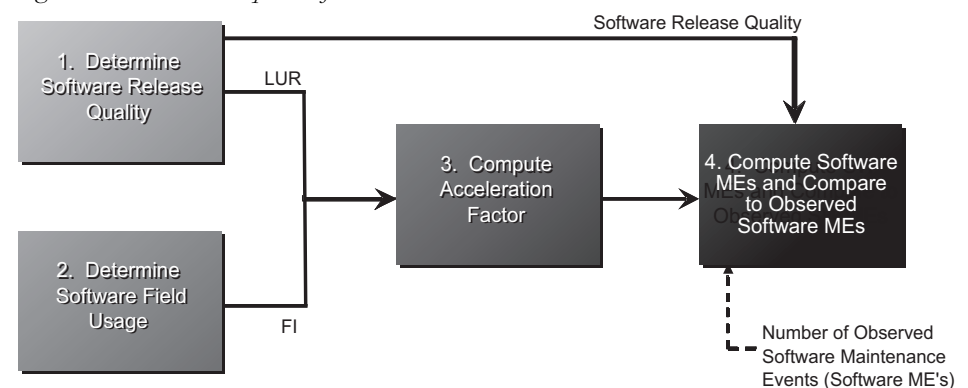 Software Release Quality
1. Determine
Software Release
Quality
LUR
3. Compute
Acceleration
Factor
4. Compute Software
MEs and Compare
to Observed
Software MEs
2. Determine
Software Field
Usage
FI
Number of Observed
Software Maintenance
Events (Software ME's)